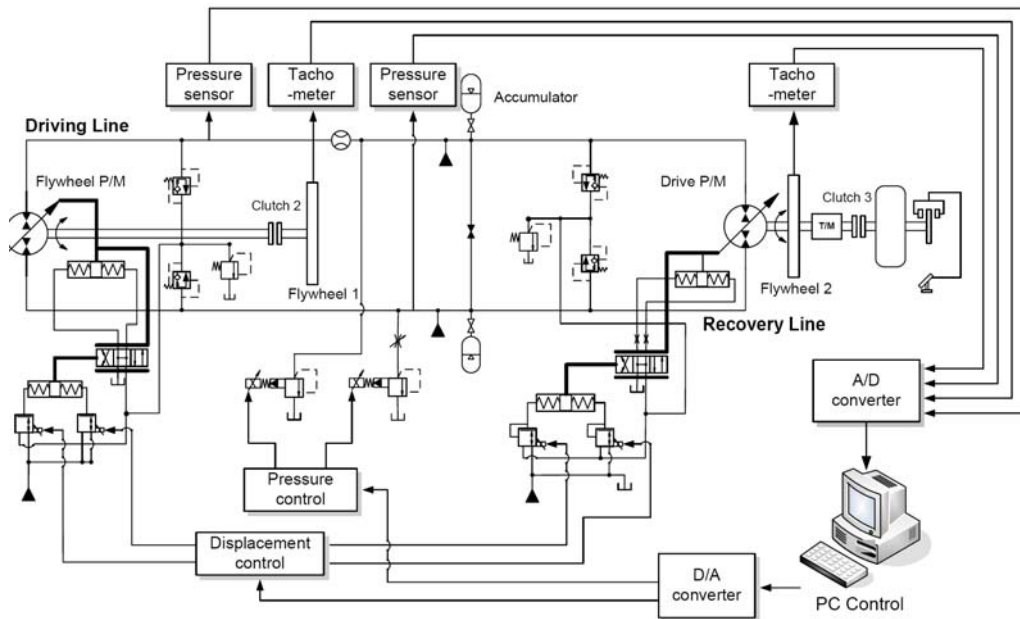 Pressure
sensor
Tacho
-meter
Pressure
sensor
Accumulator
Tacho
-meter
Driving Line
Flywheel P/M
Clutch 2
Flywheel 1
Drive P/M
Clutch 3
T/M
Flywheel 2
Recovery Line
A/D
converter
Pressure
control
Displacement
control
D/A
converter
PC Control